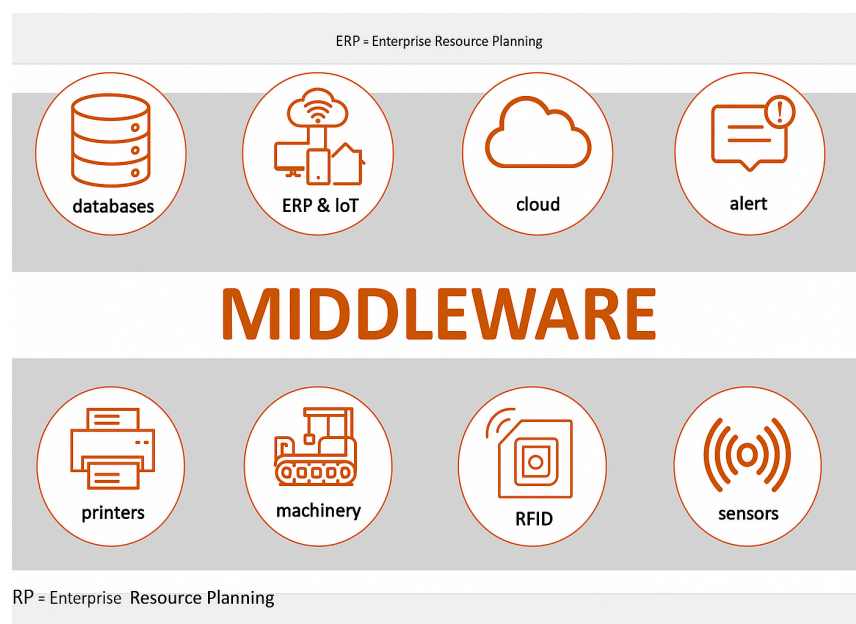 ERP = Enterprise Resource Planning
databases
ERP & IoT
cloud
alert
MIDDLEWARE
printers
machinery
RFID
sensors
RP = Enterprise Resource Planning